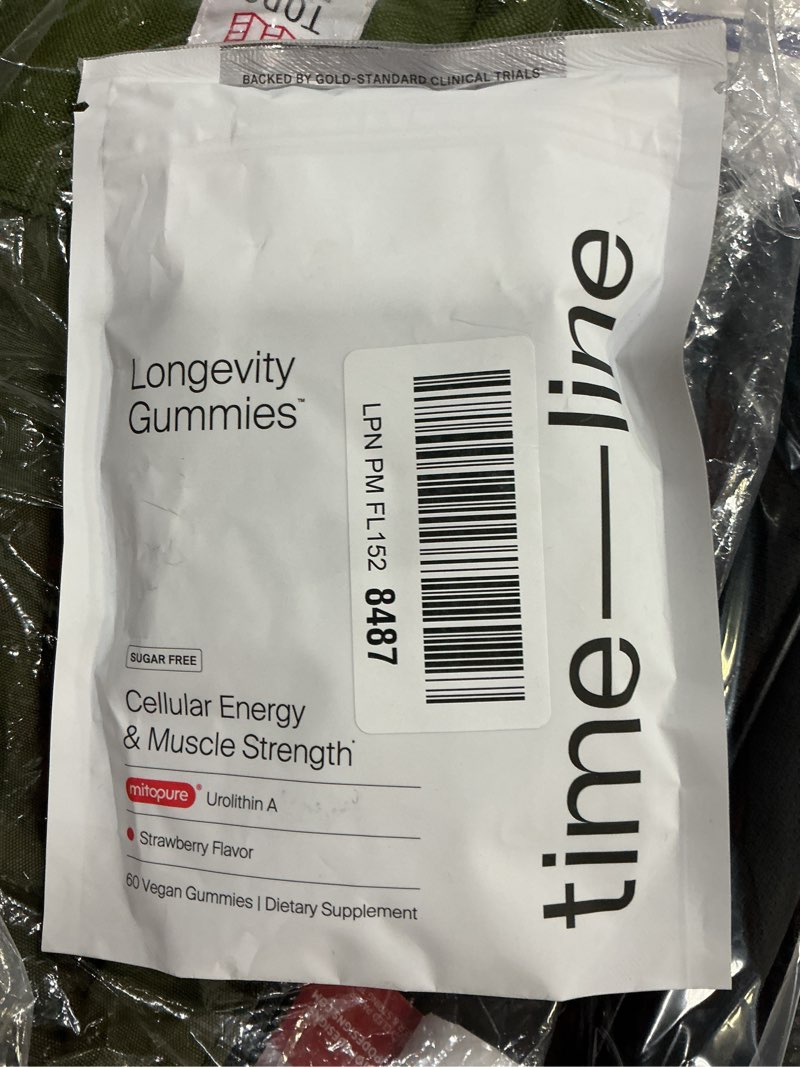 TOPO
BACKED BY GOLD-STANDARD CLINICAL TRIALS*
Longevity
Gummies™
LPN PM FL152 8487
time—line
SUGAR FREE
Cellular Energy
& Muscle Strength*
mitopure® Urolithin A
Strawberry Flavor
60 Vegan Gummies | Dietary Supplement